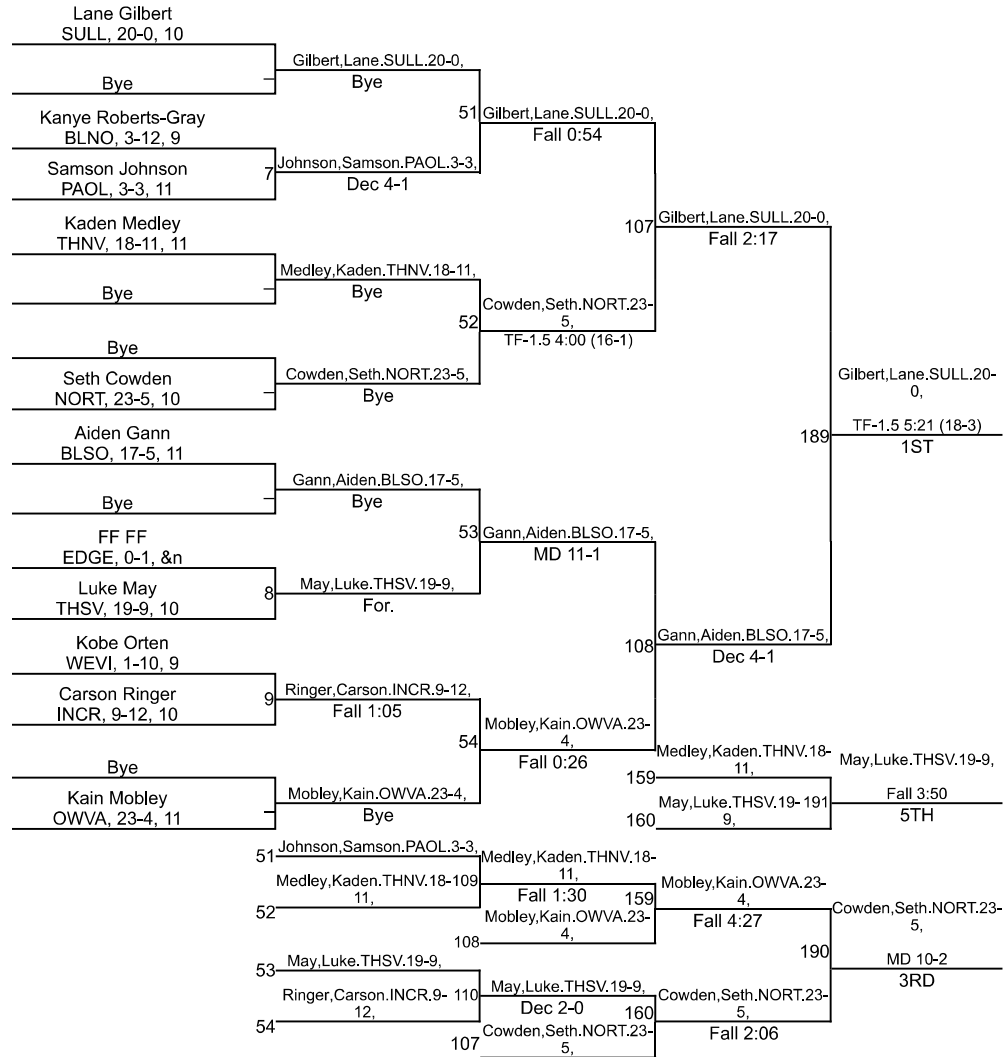 Lane Gilbert
SULL, 20-0, 10
Bye
Kanye Roberts-Gray
BLNO, 3-12, 9
Samson Johnson
PAOL, 3-3, 11
Kaden Medley
THNV, 18-11, 11
Bye
Bye
Seth Cowden
NORT, 23-5, 10
Aiden Gann
BLSO, 17-5, 11
Bye
FF FF
EDGE, 0-1, &n
Luke May
THSV, 19-9, 10
Kobe Orten
WEVI, 1-10, 9
Carson Ringer
INCR, 9-12, 10
Bye
Kain Mobley
OWVA, 23-4, 11
Gilbert,Lane.SULL.20-0,
Bye
7
Johnson,Samson.PAOL.3-3,
Dec 4-1
Medley,Kaden.THNV.18-11,
Bye
Cowden,Seth.NORT.23-5,
Bye
Gann,Aiden.BLSO.17-5,
Bye
8
May,Luke.THSV.19-9,
For.
9
Ringer,Carson.INCR.9-12,
Fall 1:05
Mobley,Kain.OWVA.23-4,
Bye
51
Gilbert,Lane.SULL.20-0,
Fall 0:54
52
Cowden,Seth.NORT.23-
5,
TF-1.5 4:00 (16-1)
53
Gann,Aiden.BLSO.17-5,
MD 11-1
54
Mobley,Kain.OWVA.23-
4,
Fall 0:26
107
Gilbert,Lane.SULL.20-0,
Fall 2:17
108
Gann,Aiden.BLSO.17-5,
Dec 4-1
189
Gilbert,Lane.SULL.20-
0,
TF-1.5 5:21 (18-3)
1ST
159
Medley,Kaden.THNV.18-
11,
160
May,Luke.THSV.19-
9,
191
May,Luke.THSV.19-9,
Fall 3:50
5TH
51
Johnson,Samson.PAOL.3-3,
52
Medley,Kaden.THNV.18-
11,
109
Medley,Kaden.THNV.18-
11,
Fall 1:30
108
Mobley,Kain.OWVA.23-
4,
159
Mobley,Kain.OWVA.23-
4,
Fall 4:27
53
May,Luke.THSV.19-9,
54
Ringer,Carson.INCR.9-
12,
110
May,Luke.THSV.19-9,
Dec 2-0
107
Cowden,Seth.NORT.23-
5,
160
Cowden,Seth.NORT.23-
5,
Fall 2:06
190
Cowden,Seth.NORT.23-
5,
MD 10-2
3RD